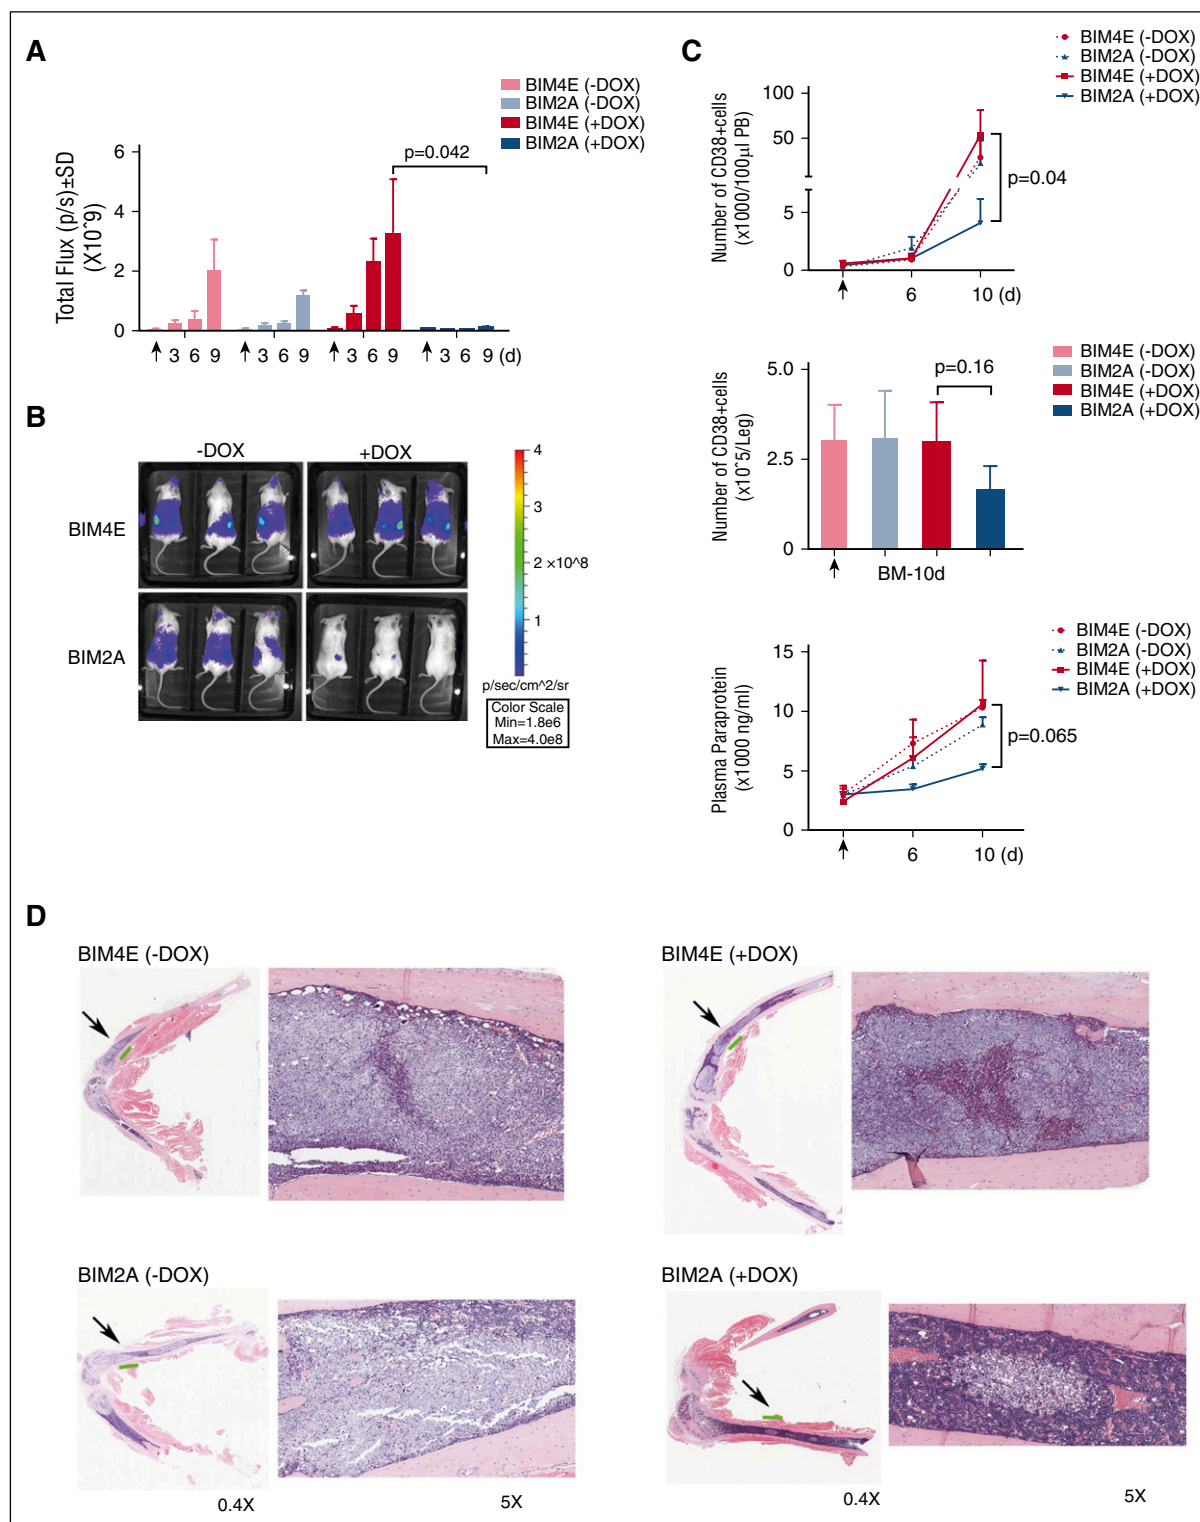 A
BIM4E (-DOX)
BIM2A (-DOX)
BIM4E (+DOX)
BIM2A (+DOX)
Total Flux (p/s)±SD
(X10^9)
6
4
2
0
p=0.042
3 6 9 3 6 9 3 6 9 3 6 9 (d)
B
-DOX +DOX
BIM4E
BIM2A
4
3
2 ×10^8
1
p/sec/cm^2/sr
Color Scale
Min=1.8e6
Max=4.0e8
C
BIM4E (-DOX)
BIM2A (-DOX)
BIM4E (+DOX)
BIM2A (+DOX)
Number of CD38+cells
(x1000/100µl PB)
100
50
5
0
p=0.04
6 10 (d)
BIM4E (-DOX)
BIM2A (-DOX)
BIM4E (+DOX)
BIM2A (+DOX)
Number of CD38+cells
(x10^5/Leg)
5.0
2.5
0
p=0.16
BM-10d
BIM4E (-DOX)
BIM2A (-DOX)
BIM4E (+DOX)
BIM2A (+DOX)
Plasma Paraprotein
(x1000 ng/ml)
15
10
5
0
p=0.065
6 10 (d)
D
BIM4E (-DOX)
BIM4E (+DOX)
BIM2A (-DOX)
BIM2A (+DOX)
0.4X 5X
0.4X 5X